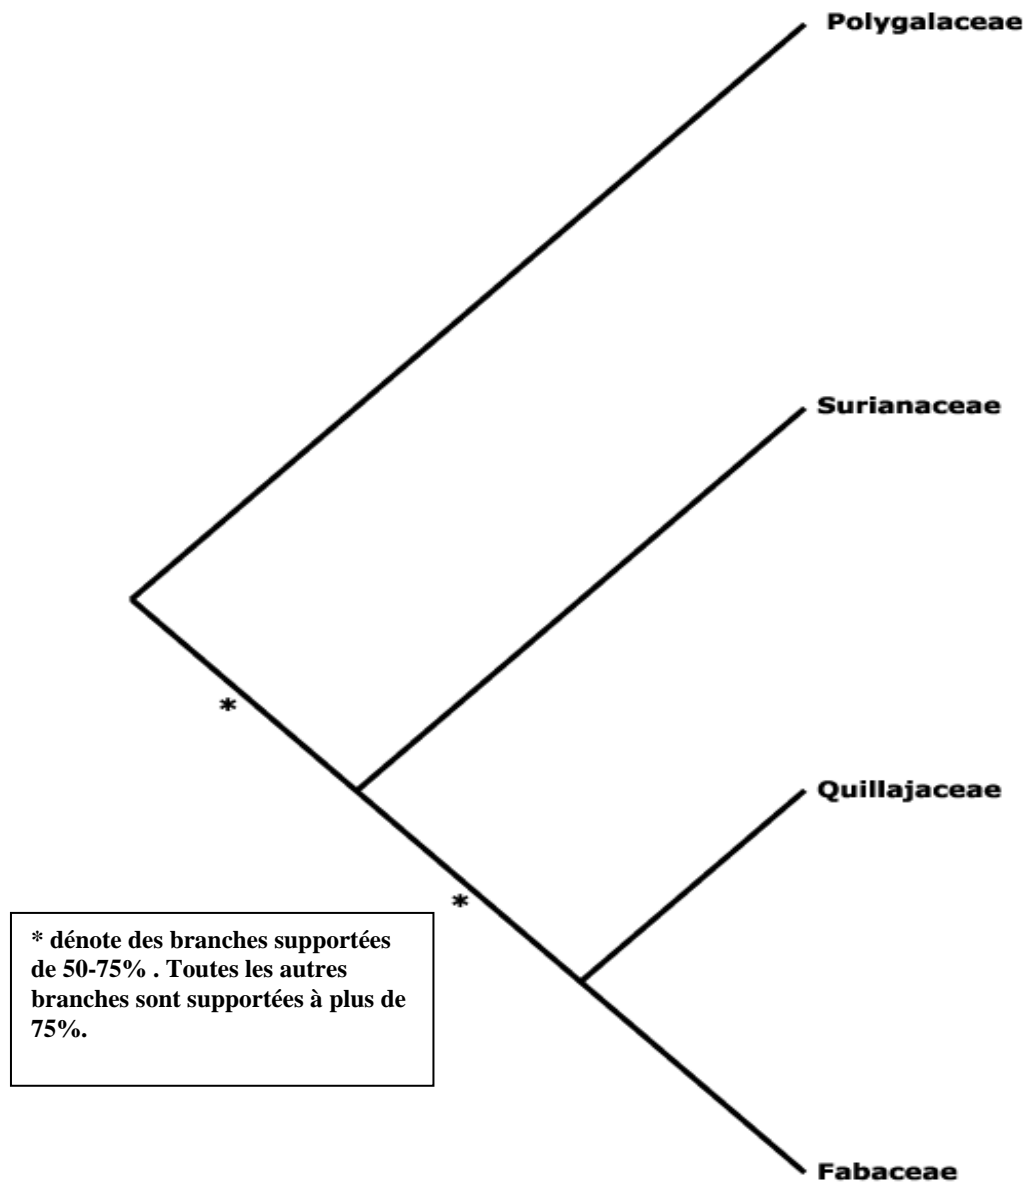 Polygalaceae
Surianaceae
*
Quillajaceae
*
* dénote des branches supportées
de 50-75% . Toutes les autres
branches sont supportées à plus de
75%.
Fabaceae